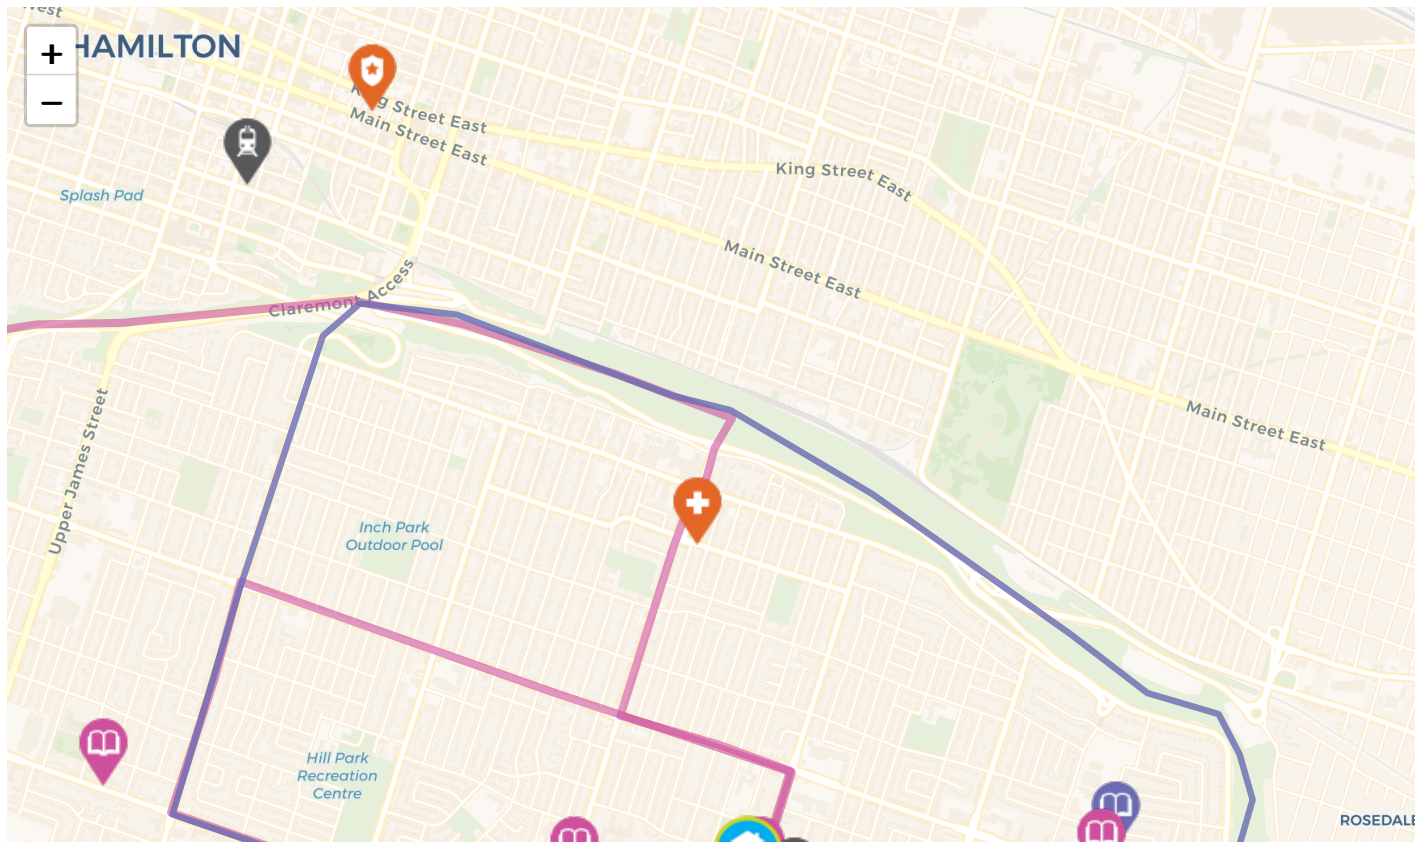 West
HAMILTON
+
−
King Street East
Main Street East
King Street East
Splash Pad
Main Street East
Claremont Access
Upper James Street
Main Street East
Inch Park
Outdoor Pool
Hill Park
Recreation
Centre
ROSEDALE